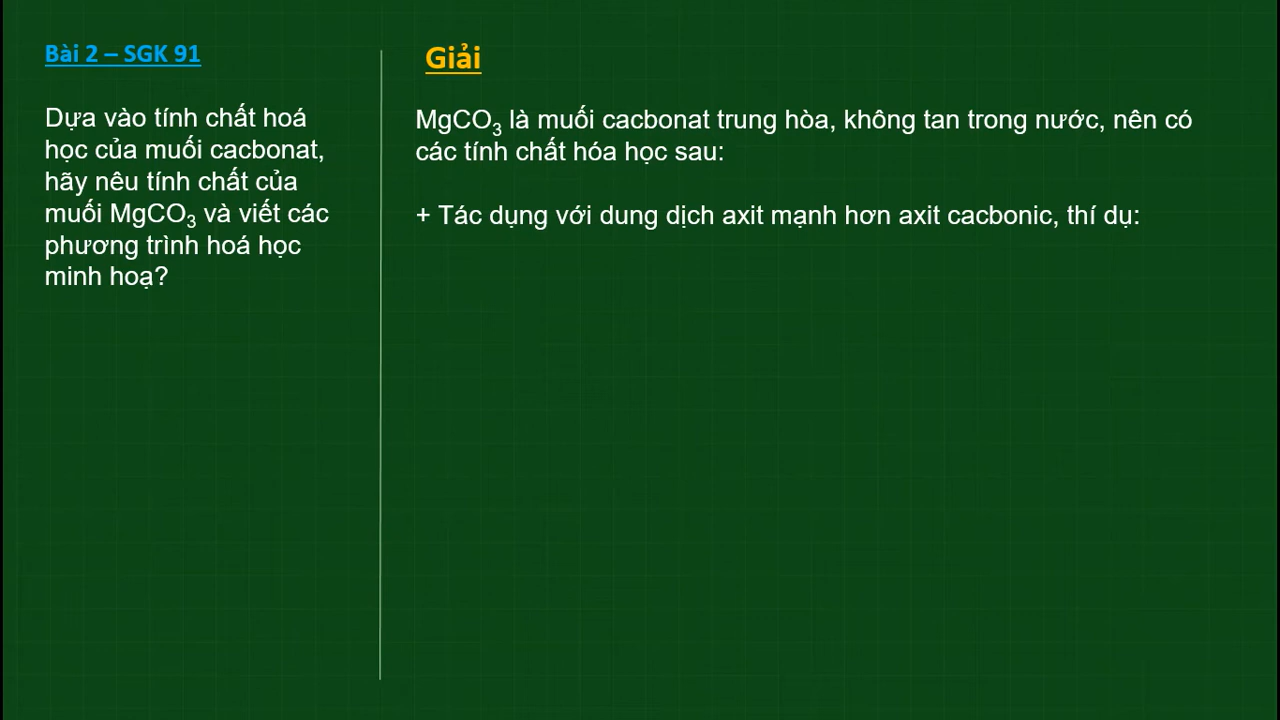 Bài 2 – SGK 91
Dựa vào tính chất hoá
học của muối cacbonat,
hãy nêu tính chất của
muối MgCO₃ và viết các
phương trình hoá học
minh hoạ?
Giải
MgCO₃ là muối cacbonat trung hòa, không tan trong nước, nên có
các tính chất hóa học sau:
+ Tác dụng với dung dịch axit mạnh hơn axit cacbonic, thí dụ: